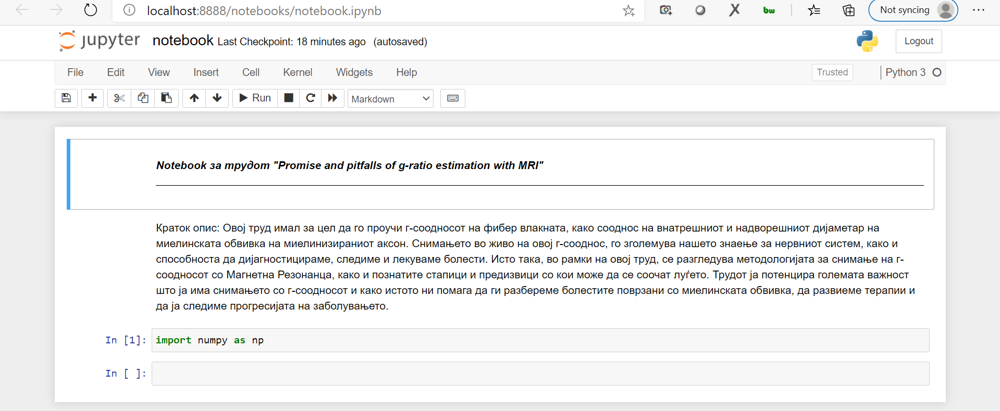 localhost:8888/notebooks/notebook.ipynb
bw
Not syncing
jupyter notebook Last Checkpoint: 18 minutes ago (autosaved)
Logout
File Edit View Insert Cell Kernel Widgets Help
Trusted
Python 3
Run
Markdown
Notebook за трудот "Promise and pitfalls of g-ratio estimation with MRI"
Краток опис: Овој труд имал за цел да го проучи г-соодносот на фибер влакната, како сооднос на внатрешниот и надворешниот дијаметар на
миелинската обвивка на миелинизираниот аксон. Снимањето во живо на овој г-сооднос, го зголемува нашето знаење за нервниот систем, како и
способноста да дијагностицираме, следиме и лекуваме болести. Исто така, во рамки на овој труд, се разгледува методологијата за снимање на г-
соодносот со Магнетна Резонанца, како и познатите стапици и предизвици со кои може да се соочат луѓето. Трудот ја потенцира големата важност
што ја има снимањето со г-соодносот и како истото ни помага да ги разбереме болестите поврзани со миелинската обвивка, да развиеме терапии и
да ја следиме прогресијата на заболувањето.
In [1]: import numpy as np
In [ ]: